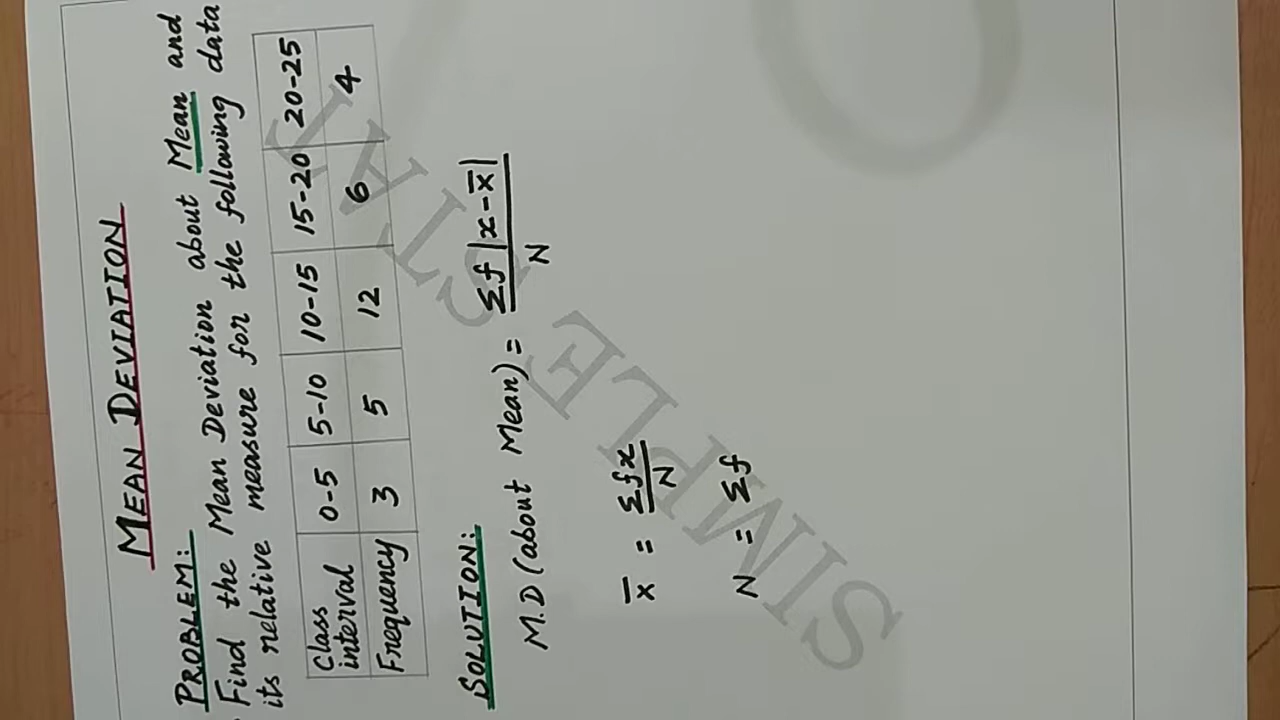 MEAN DEVIATION
PROBLEM:
Find the Mean Deviation about Mean and
its relative measure for the following data
Class interval 0-5 5-10 10-15 15-20 20-25
Frequency 3 5 12 6 4
SOLUTION:
M.D (about Mean) = Σf |x-x̅| / N
x̅ = Σfx / N
N = Σf
SIMPLE STAT